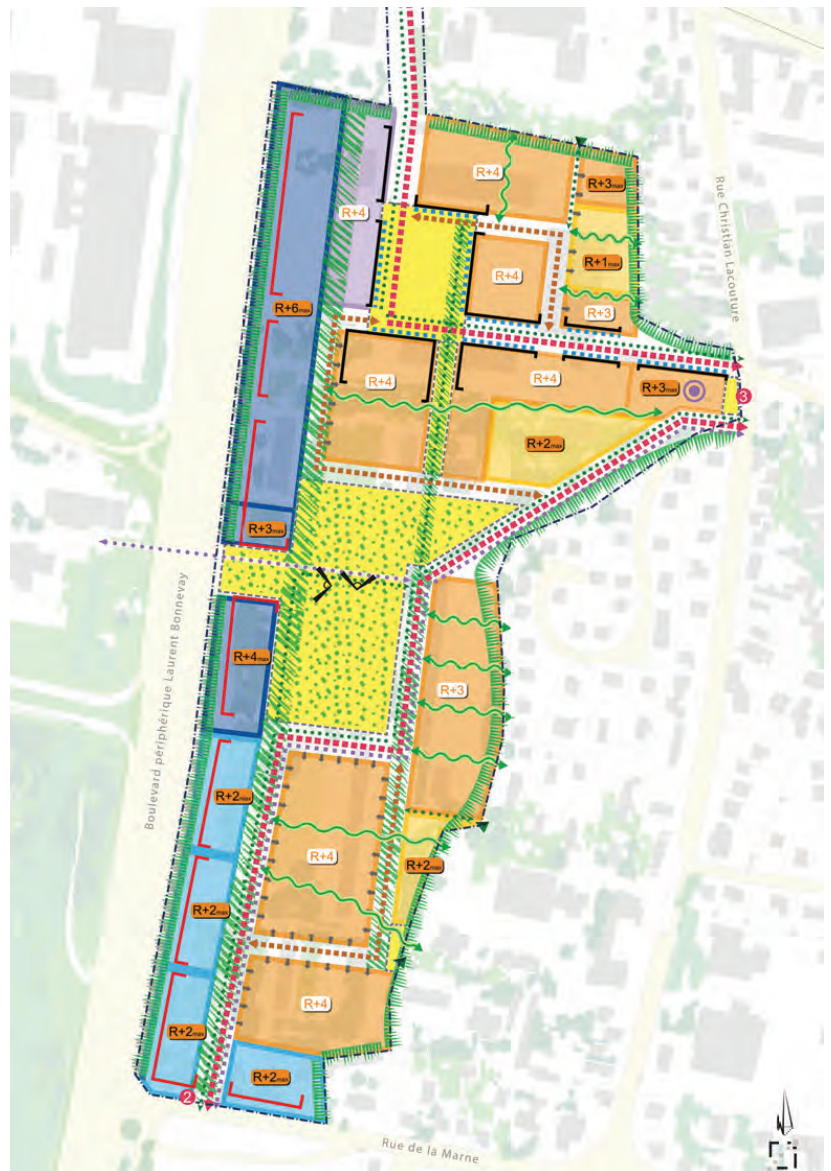 R+4
R+3max
R+4
Rue Christian Lacouture
R+1max
R+4
R+6max
R+3
R+4
R+4
R+3max
3
R+2max
R+3max
R+4max
R+3
Boulevard périphérique Laurent Bonnevay
R+2max
R+4
R+2max
R+2max
R+4
R+2max
R+2max
2
Rue de la Marne